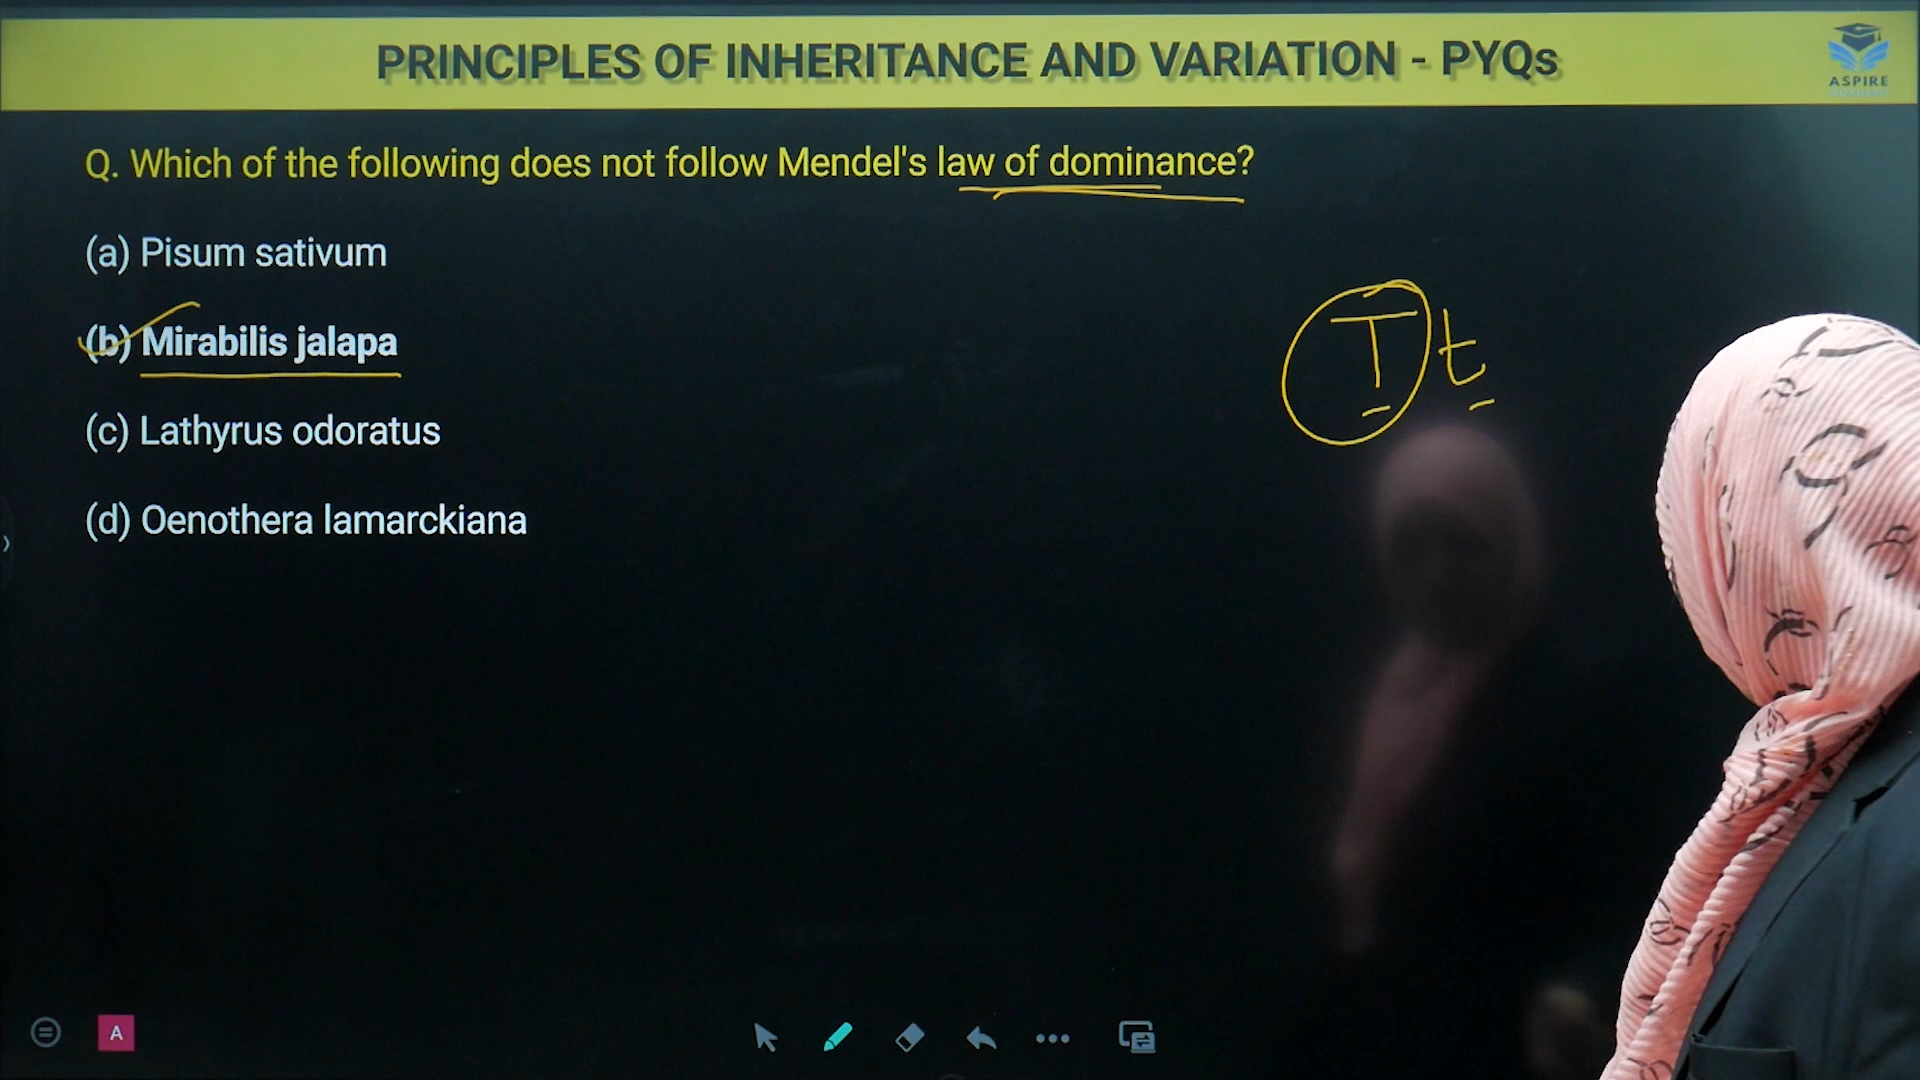 PRINCIPLES OF INHERITANCE AND VARIATION - PYQs
ASPIRE
Q. Which of the following does not follow Mendel's law of dominance?
(a) Pisum sativum
(b) Mirabilis jalapa
T t
(c) Lathyrus odoratus
(d) Oenothera lamarckiana
A